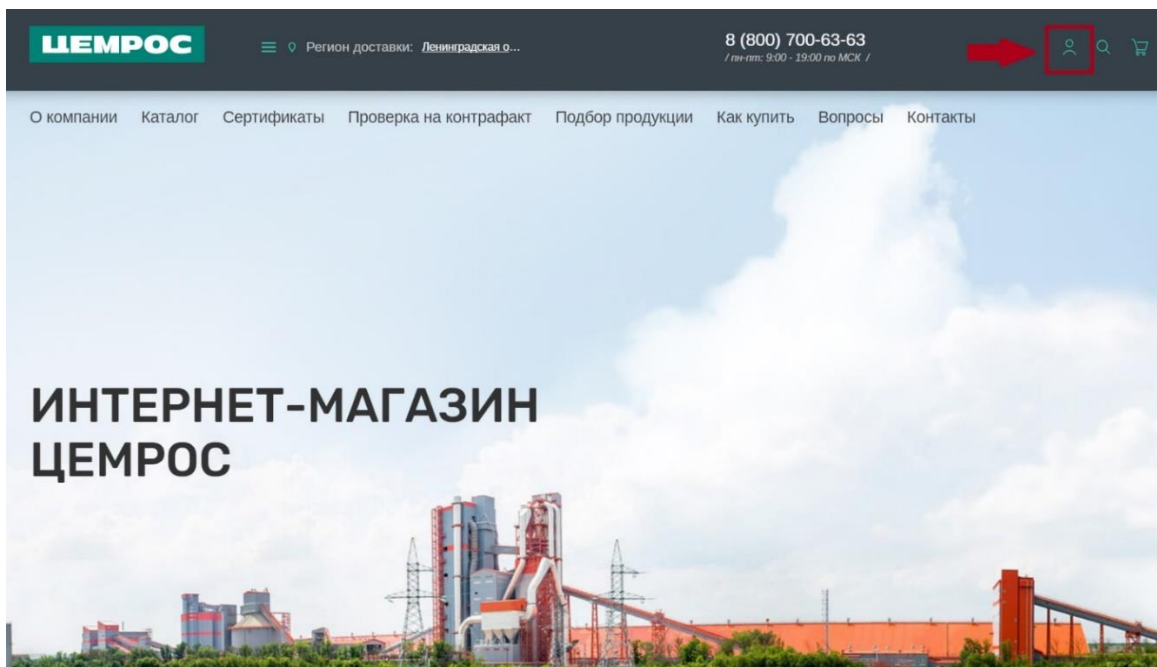 ЦЕМРОС
Регион доставки: Ленинградская о...
8 (800) 700-63-63
/ пн-пт: 9:00 - 19:00 по МСК /
О компании Каталог Сертификаты Проверка на контрафакт Подбор продукции Как купить Вопросы Контакты
ИНТЕРНЕТ-МАГАЗИН
ЦЕМРОС